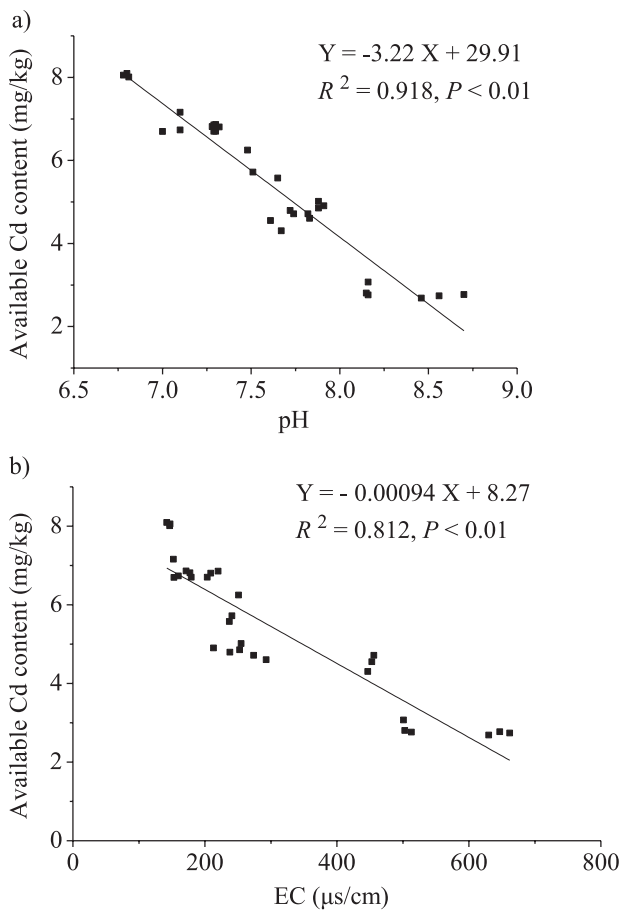 a)
Y = -3.22 X + 29.91
R² = 0.918, P < 0.01
Available Cd content (mg/kg)
8
6
4
2
6.5 7.0 7.5 8.0 8.5 9.0
pH
b)
Y = - 0.00094 X + 8.27
R² = 0.812, P < 0.01
Available Cd content (mg/kg)
8
6
4
2
0
0 200 400 600 800
EC (μs/cm)